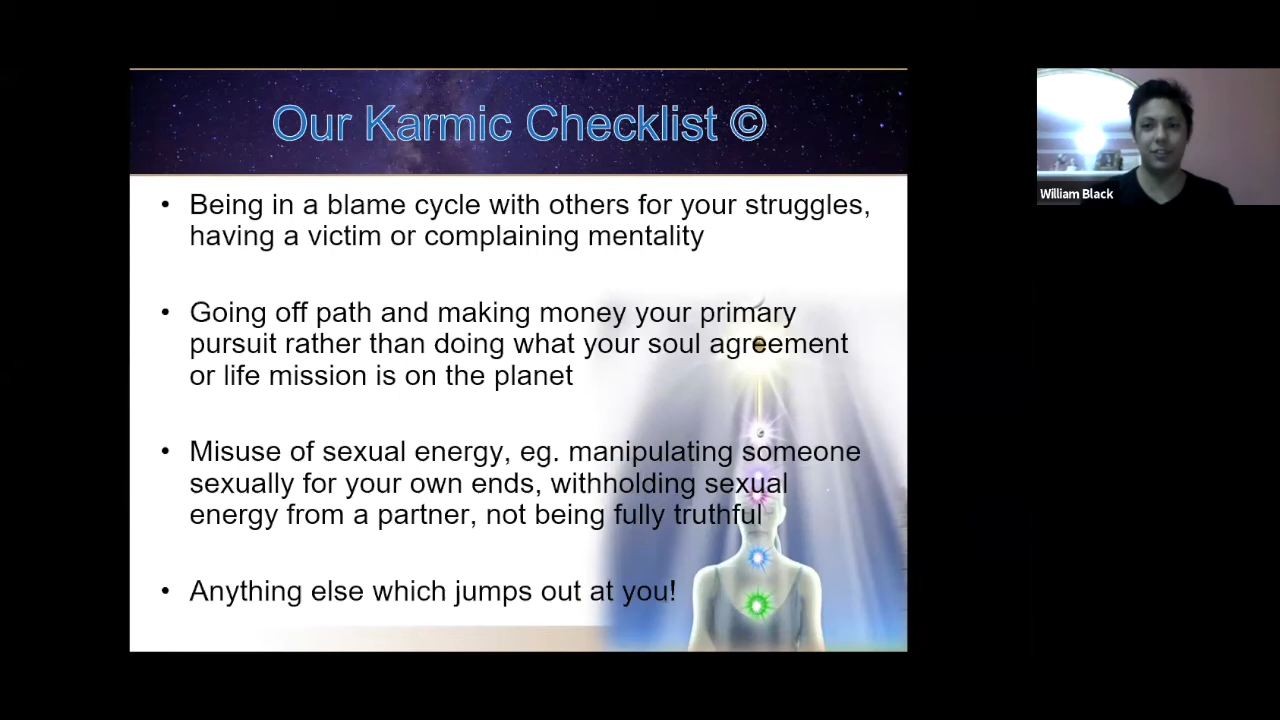 Our Karmic Checklist ©
• Being in a blame cycle with others for your struggles,
having a victim or complaining mentality
• Going off path and making money your primary
pursuit rather than doing what your soul agreement
or life mission is on the planet
• Misuse of sexual energy, eg. manipulating someone
sexually for your own ends, withholding sexual
energy from a partner, not being fully truthful
• Anything else which jumps out at you!
William Black